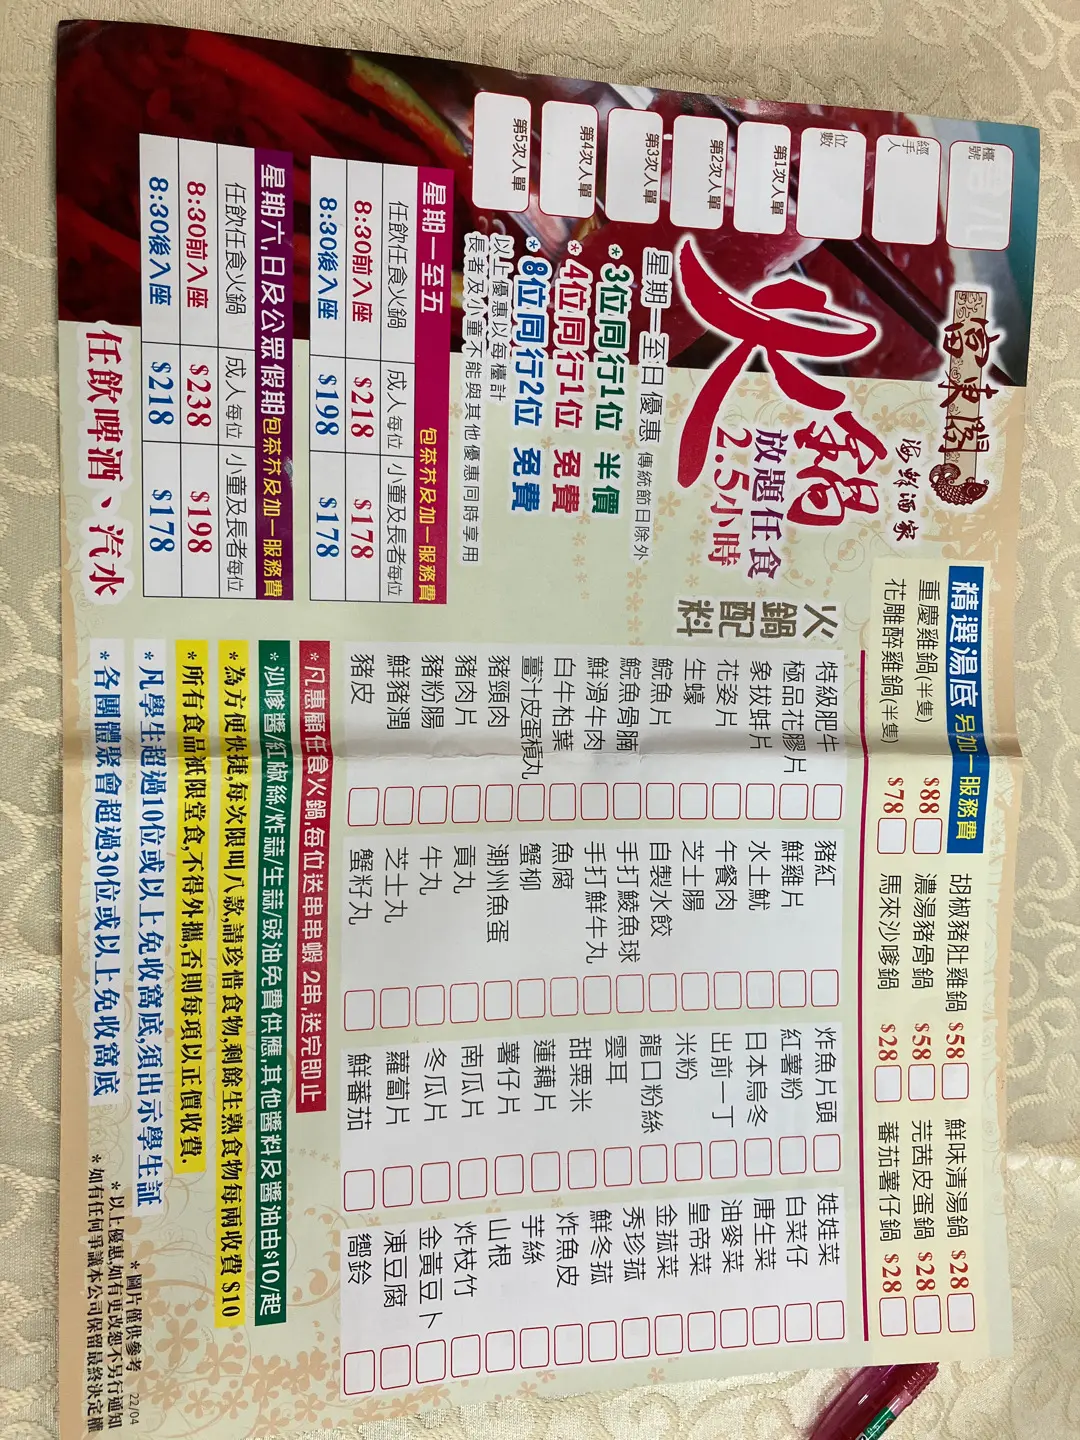 富東閣
海鮮酒家
檯號
經手人
位數
第1次人單
第2次人單
第3次人單
第4次人單
第5次人單
火鍋
放題任食
2.5小時
星期一至日優惠 傳統節日除外
*3位同行1位 半價
*4位同行1位 免費
*8位同行2位 免費
以上優惠以每檯計
長者及小童不能與其他優惠同時享用
星期一至五 包茶芥及加一服務費
任飲任食火鍋 成人每位 小童及長者每位
8:30前入座 $218 $178
8:30後入座 $198 $178
星期六,日及公眾假期 包茶芥及加一服務費
任飲任食火鍋 成人每位 小童及長者每位
8:30前入座 $238 $198
8:30後入座 $218 $178
任飲啤酒、汽水
精選湯底 另加一服務費
胡椒豬肚雞鍋 $58
鮮味清湯鍋 $28
重慶雞鍋(半隻) $88
濃湯豬骨鍋 $58
芫茜皮蛋鍋 $28
花雕醉雞鍋(半隻) $78
馬來沙嗲鍋 $28
蕃茄薯仔鍋 $28
火鍋配料
特級肥牛
極品花膠片
象拔蚌片
花姿片
生蠔
鯇魚片
鯇魚骨腩
鮮滑牛肉
白牛柏葉
薑汁皮蛋槓丸
豬頸肉
豬肉片
豬粉腸
鮮豬潤
豬皮
豬紅
鮮雞片
水土魷
午餐肉
芝士腸
自製水餃
手打鯪魚球
手打鮮牛丸
魚腐
蟹柳
潮州魚蛋
貢丸
牛丸
芝士丸
蟹籽丸
炸魚片頭
紅薯粉
日本烏冬
出前一丁
米粉
龍口粉絲
雲耳
甜粟米
蓮藕片
薯仔片
南瓜片
冬瓜片
蘿蔔片
鮮蕃茄
娃娃菜
白菜仔
唐生菜
油麥菜
皇帝菜
金菰菜
秀珍菰
鮮冬菰
炸魚皮
芋絲
山根
炸枝竹
金黃豆卜
凍豆腐
響鈴
*凡惠顧任食火鍋,每位送串串蝦 2串,送完即止
*沙嗲醬/紅椒絲/炸蒜/生蒜/豉油免費供應,其他醬料及醬油由$10/起
*為方便快捷,每次限叫八款,請珍惜食物,剩餘生熟食物每兩收費 $10
*所有食品衹限堂食,不得外攜,否則每項以正價收費.
*凡學生超過10位或以上免收窩底,須出示學生証
*各團體聚會超過30位或以上免收窩底
*圖片僅供參考
*以上優惠,如有更改恕不另行通知
*如有任何爭議本公司保留最終決定權
22/04